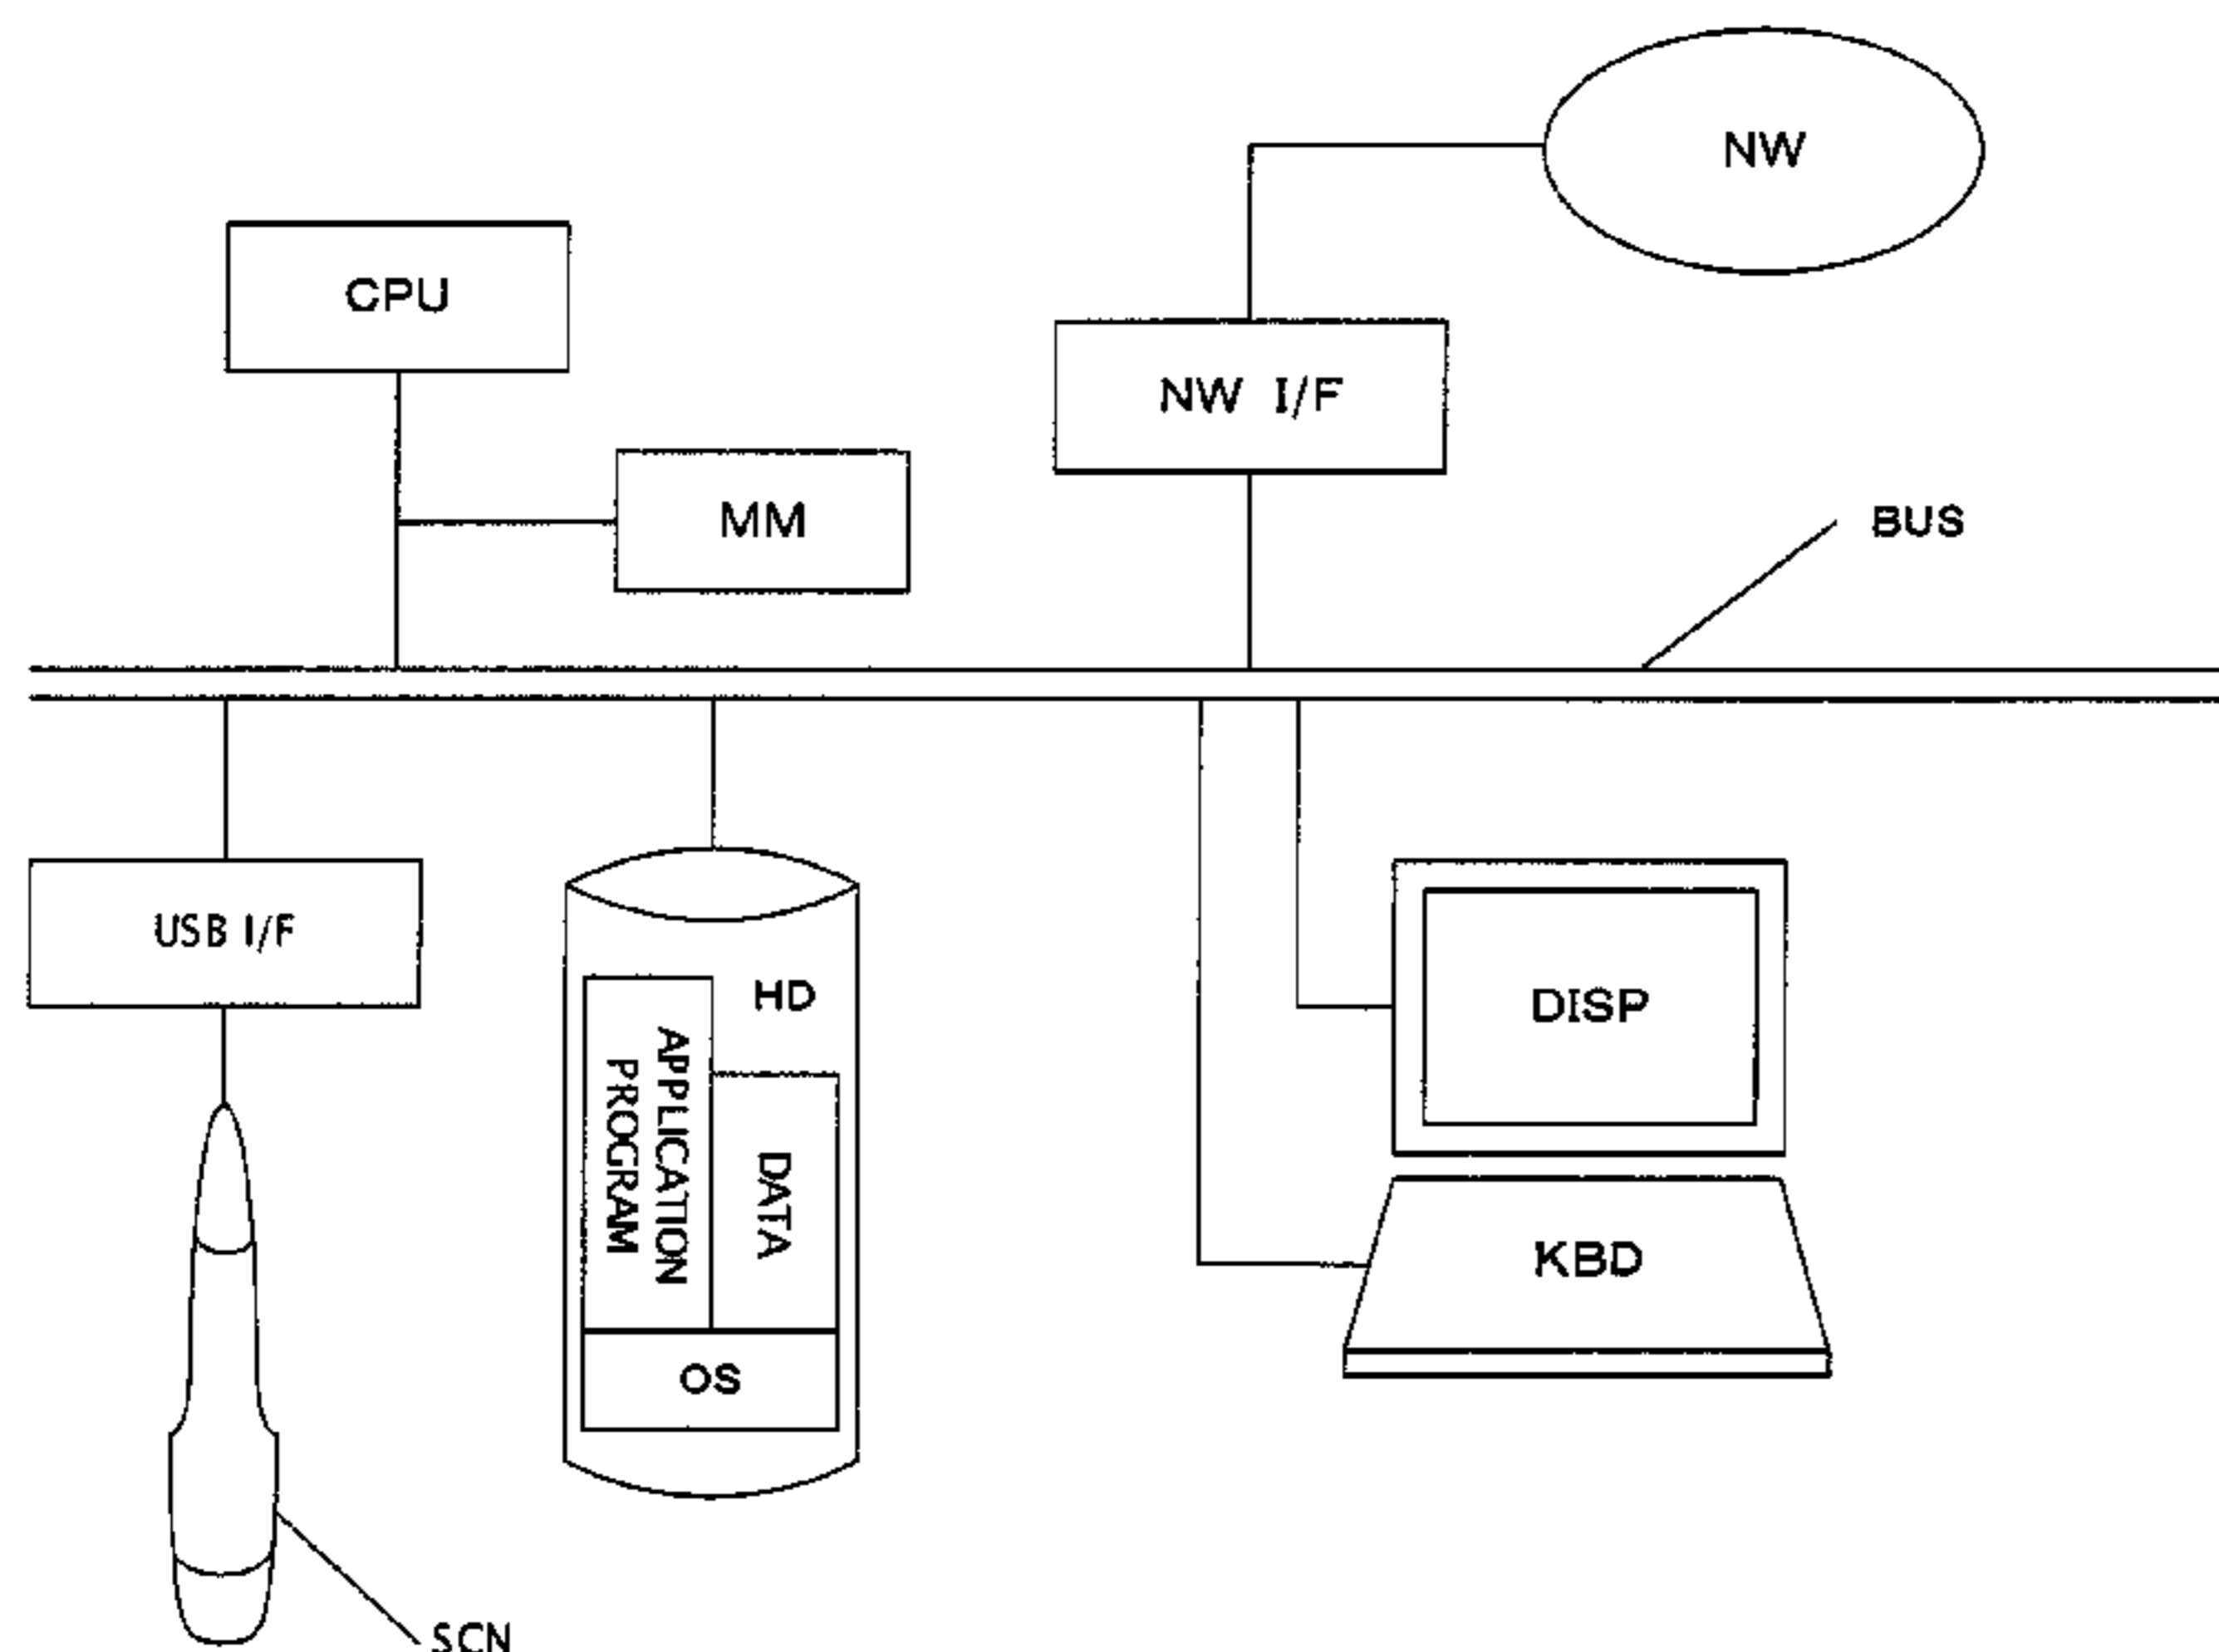 NW
CPU
NW I/F
MM
BUS
USB I/F
HD
DISP
APPLICATION
PROGRAM
DATA
KBD
OS
SCN